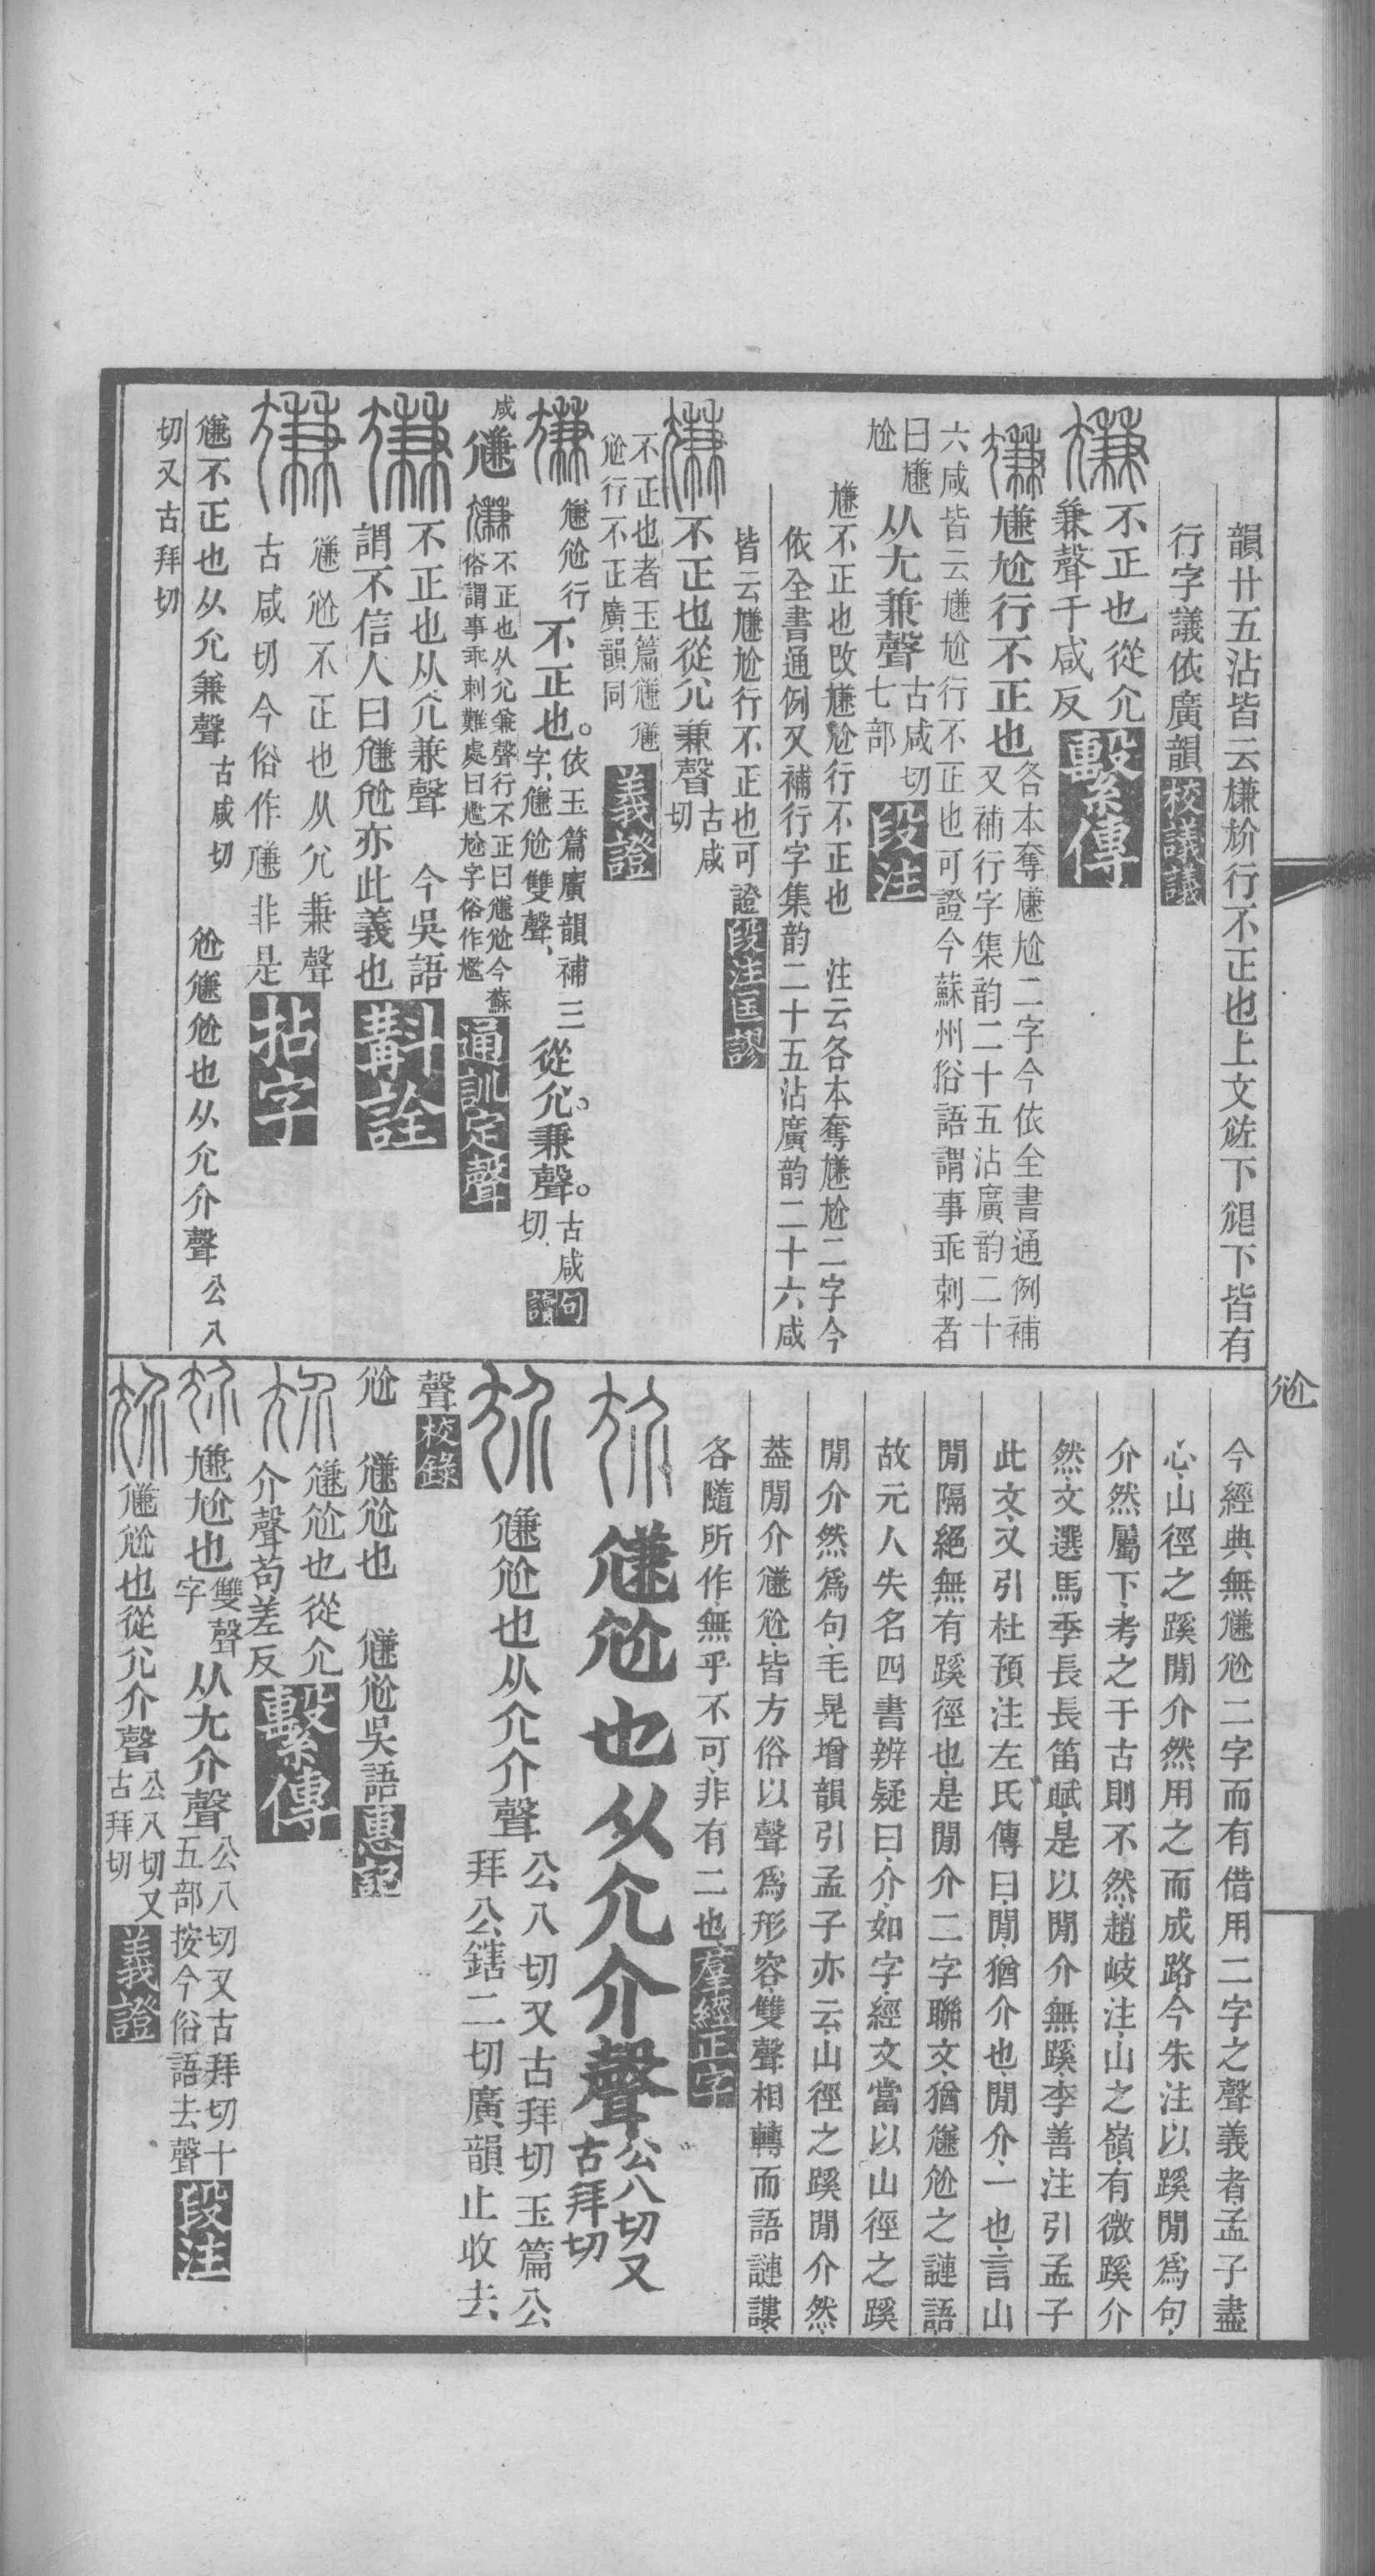 韻廿五沾皆云𡯓尬行不正也上文㝾下尳下皆有
行字議依廣韻校議議
不正也從尣
兼聲千咸反繫傳
尲尬行不正也
各本奪尲尬二字今依全書通例補
又補行字集韵二十五沾廣韵二十
六咸皆云尲尬行不正也可證今蘇州俗語謂事乖剌者
曰尲
尬
从尢兼聲
古咸切
七部
段注
尲不正也改尲尬行不正也 注云各本奪尲尬二字今
依全書通例又補行字集韵二十五沾廣韵二十六咸
皆云尲尬行不正也可證段注匡謬
不正也從尣兼聲
古咸
切
不正也者玉篇尲尲
尬行不正廣韻同義證
尲尬行不正也。
依玉篇廣韻補三
字、尲尬雙聲、
從尣。兼聲。
古咸
切
句讀
不正也从尣兼聲行不正曰尲尬今蘇
俗謂事乖剌難處曰尷尬字俗作尷
咸尲
通訓定聲
不正也从尣兼聲 今吳語
謂不信人曰尲尬亦此義也斠詮
尲尬不正也从尣兼聲
古咸切今俗作尷非是拈字
尲不正也从尣兼聲古咸切 尬尲尬也从尣介聲公八
切又古拜切
尬
今經典無尲尬二字而有借用二字之聲義者孟子盡
心山徑之蹊閒介然用之而成路今朱注以蹊閒爲句
介然屬下考之于古則不然趙岐注山之嶺有微蹊介
然文選馬季長長笛賦是以閒介無蹊李善注引孟子
此文又引杜預注左氏傳曰閒猶介也閒介一也言山
閒隔絕無有蹊徑也是閒介二字聯文猶尲尬之謰語
故元人失名四書辨疑曰介如字經文當以山徑之蹊
閒介然爲句毛晃增韻引孟子亦云山徑之蹊閒介然
葢閒介尲尬皆方俗以聲爲形容雙聲相轉而語謰謱
各隨所作無乎不可非有二也羣經正字
尲尬也从尣介聲
公八切又
古拜切
尲尬也从尣介聲
公八切又古拜切玉篇公
拜公鎋二切廣韻止收去
聲校錄
尬 尲尬也 尲尬吳語惠記
尲尬也從尣
介聲苟差反繫傳
尲尬也
雙聲
字
从尢介聲
公八切又古拜切十
五部按今俗語去聲
段注
尲尬也從尣介聲
公八切又
古拜切
義證